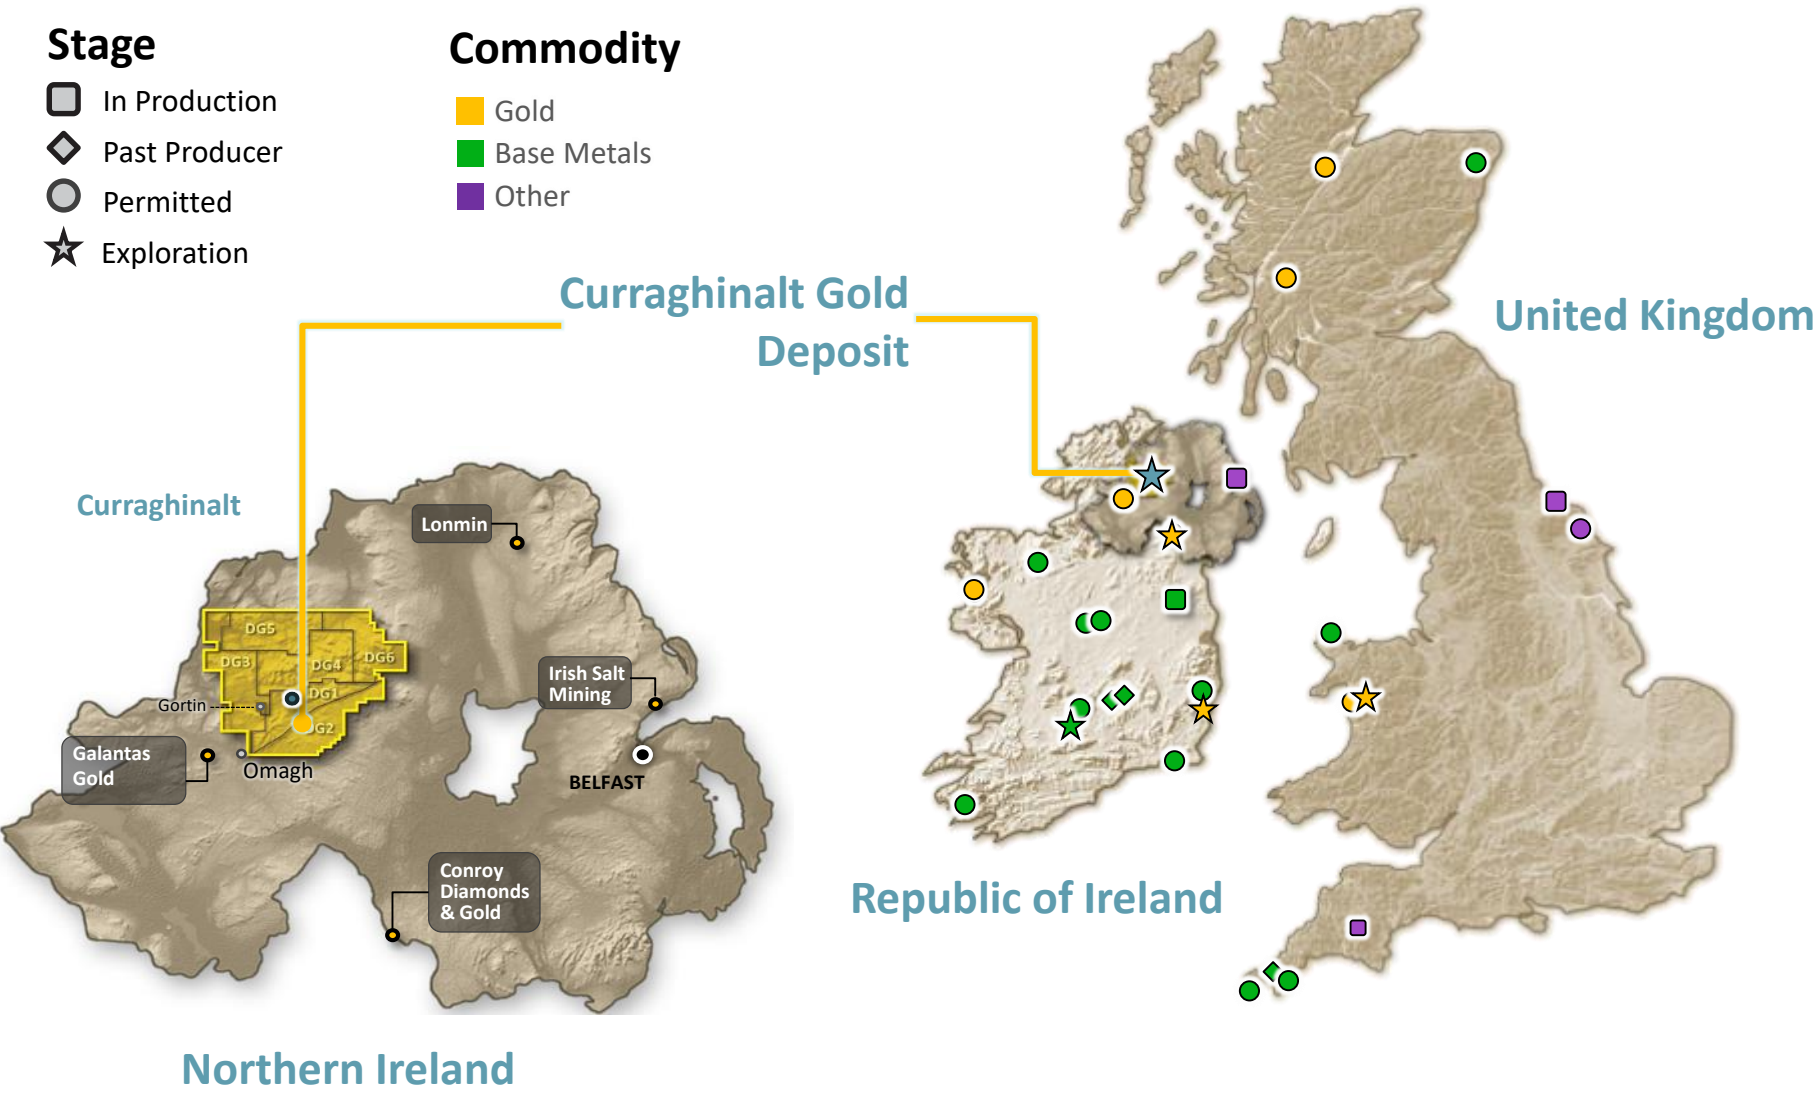 Stage
In Production
Past Producer
Permitted
Exploration
Commodity
Gold
Base Metals
Other
Curraghinalt Gold
Deposit
United Kingdom
Curraghinalt
Lonmin
DG5
DG3
DG4
DG6
DG1
G2
Gortin
Irish Salt
Mining
Galantas
Gold
Omagh
BELFAST
Conroy
Diamonds
& Gold
Republic of Ireland
Northern Ireland